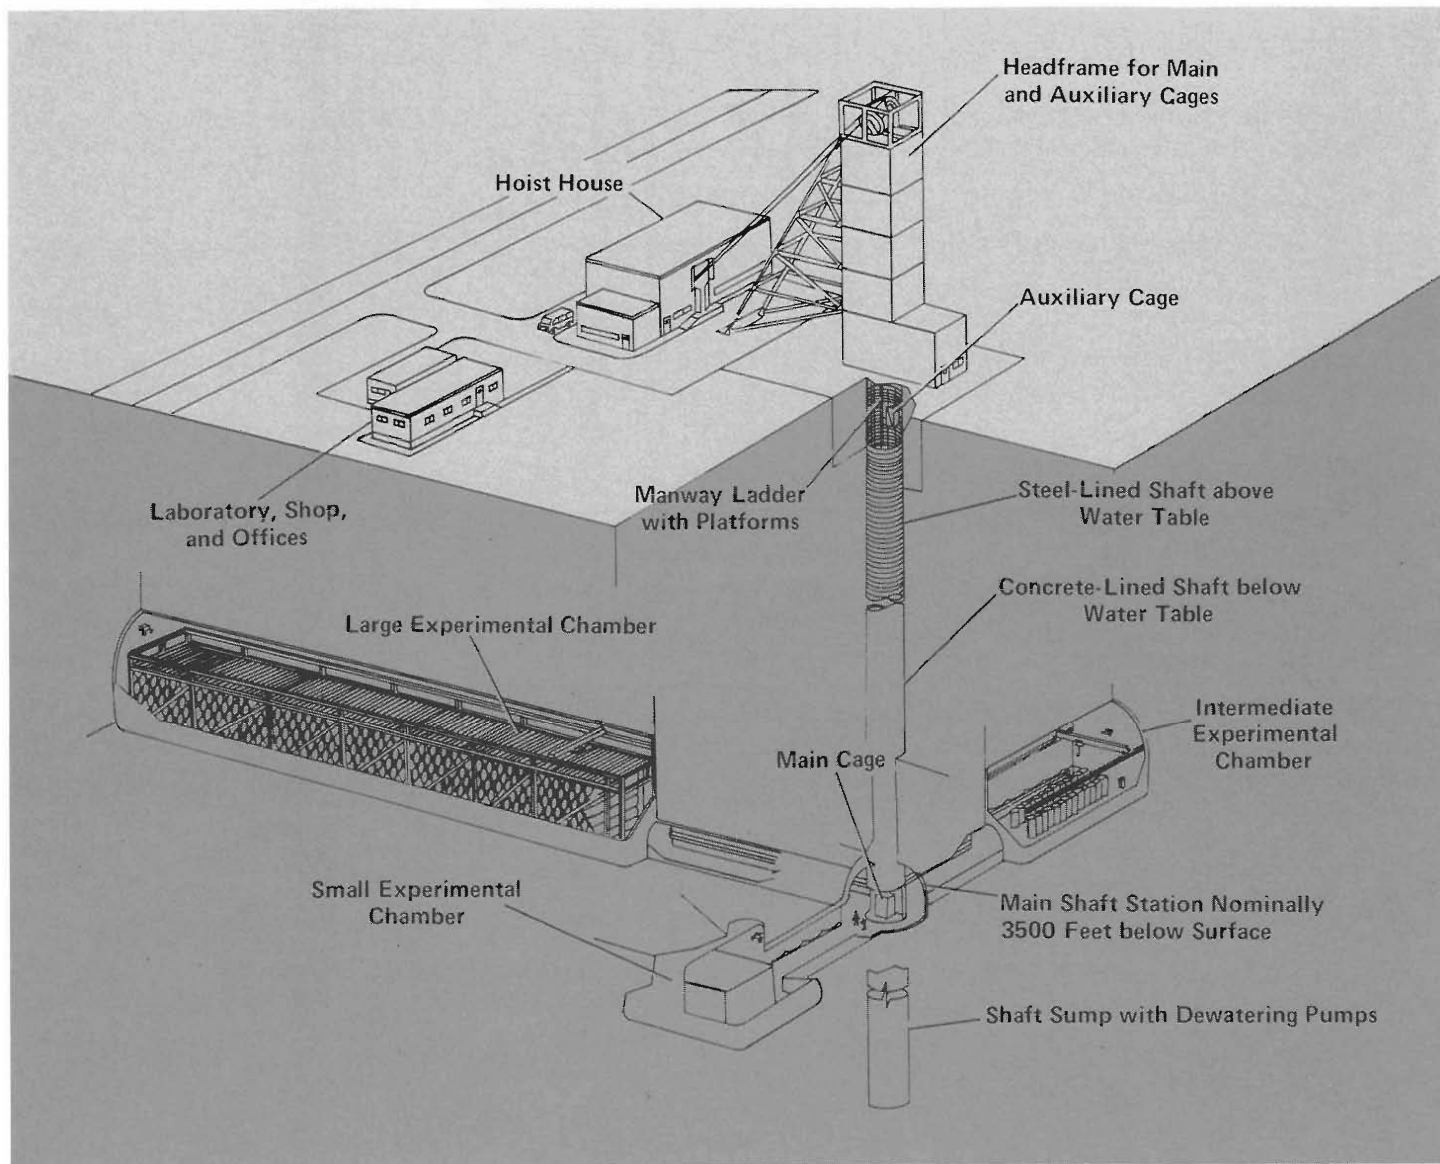 Headframe for Main
and Auxiliary Cages
Hoist House
Auxiliary Cage
Manway Ladder
with Platforms
Steel-Lined Shaft above
Water Table
Laboratory, Shop,
and Offices
Concrete-Lined Shaft below
Water Table
Large Experimental Chamber
Intermediate
Experimental
Chamber
Main Cage
Small Experimental
Chamber
Main Shaft Station Nominally
3500 Feet below Surface
Shaft Sump with Dewatering Pumps